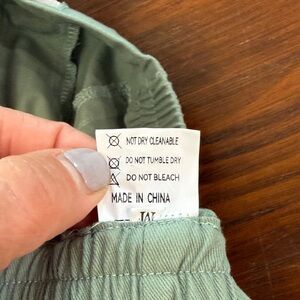 NOT DRY CLEANABLE
DO NOT TUMBLE DRY
DO NOT BLEACH
MADE IN CHINA